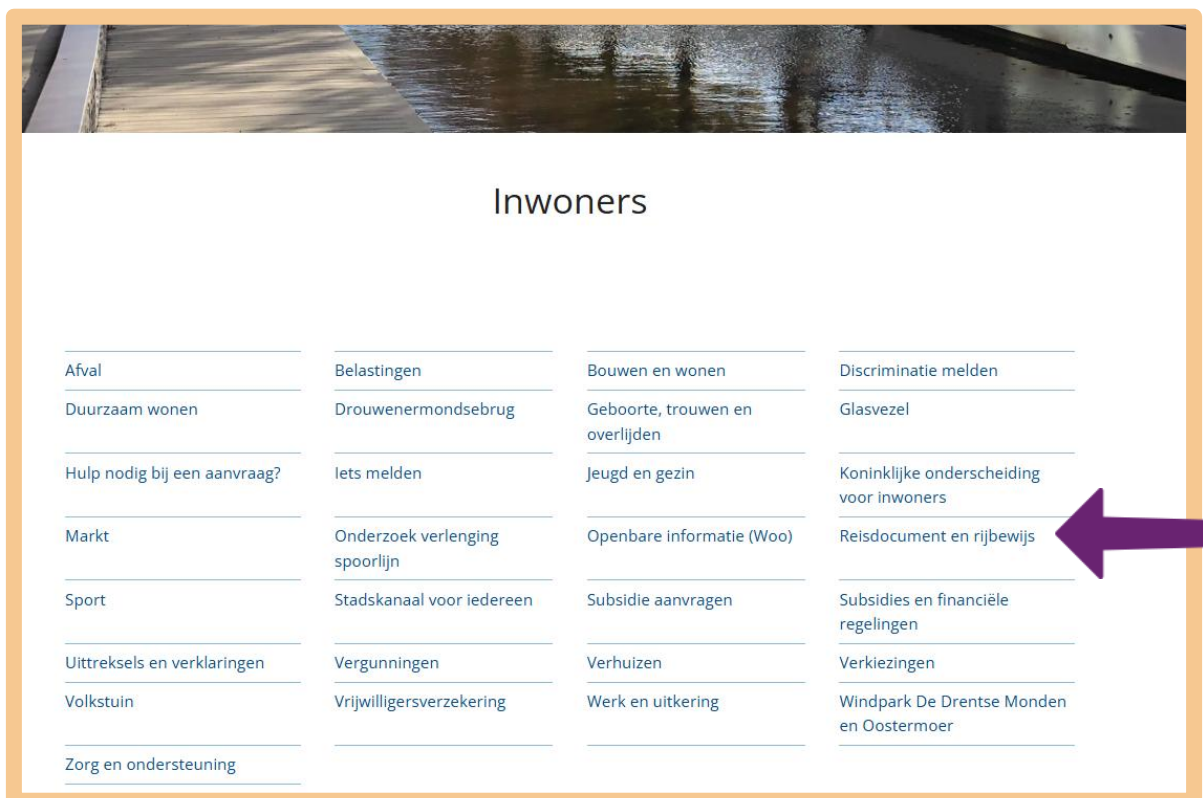 Inwoners
Afval
Belastingen
Bouwen en wonen
Discriminatie melden
Duurzaam wonen
Drouwenermondsebrug
Geboorte, trouwen en
overlijden
Glasvezel
Hulp nodig bij een aanvraag?
Iets melden
Jeugd en gezin
Koninklijke onderscheiding
voor inwoners
Markt
Onderzoek verlenging
spoorlijn
Openbare informatie (Woo)
Reisdocument en rijbewijs
Sport
Stadskanaal voor iedereen
Subsidie aanvragen
Subsidies en financiële
regelingen
Uittreksels en verklaringen
Vergunningen
Verhuizen
Verkiezingen
Volkstuin
Vrijwilligersverzekering
Werk en uitkering
Windpark De Drentse Monden
en Oostermoer
Zorg en ondersteuning